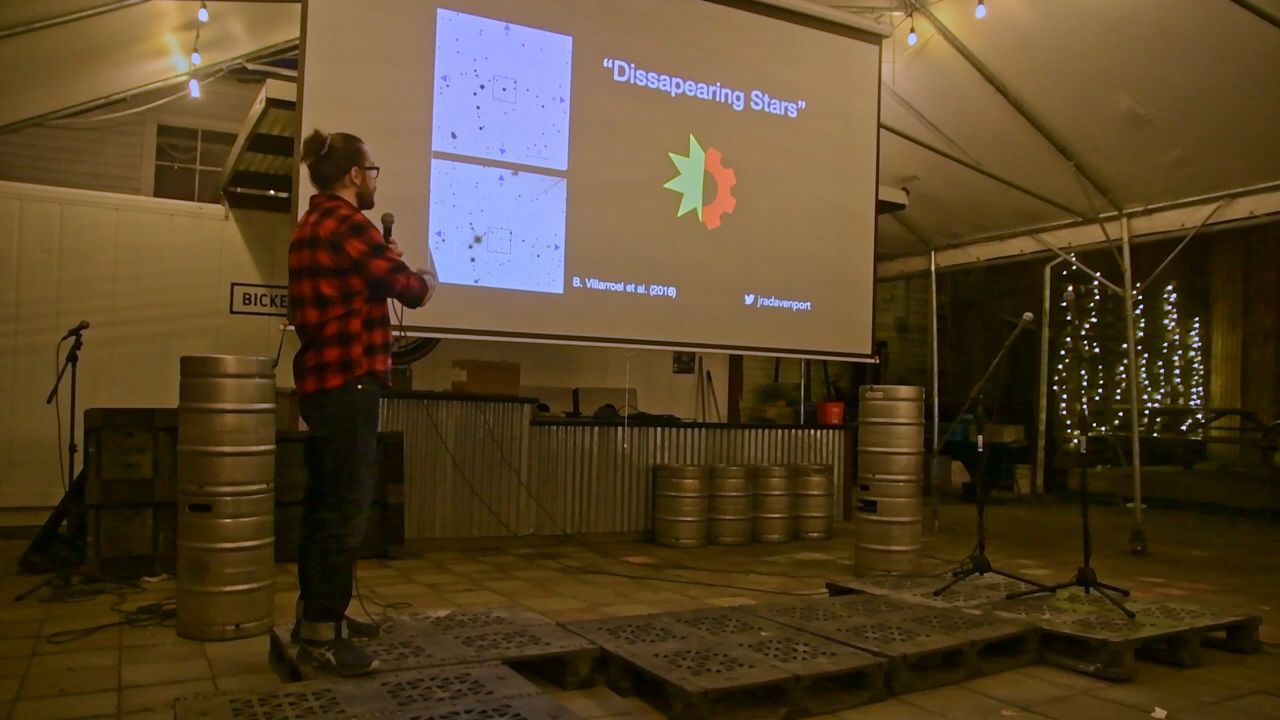 “Dissapearing Stars”
B. Villarroel et al. (2016)
jradavenport
BICKE